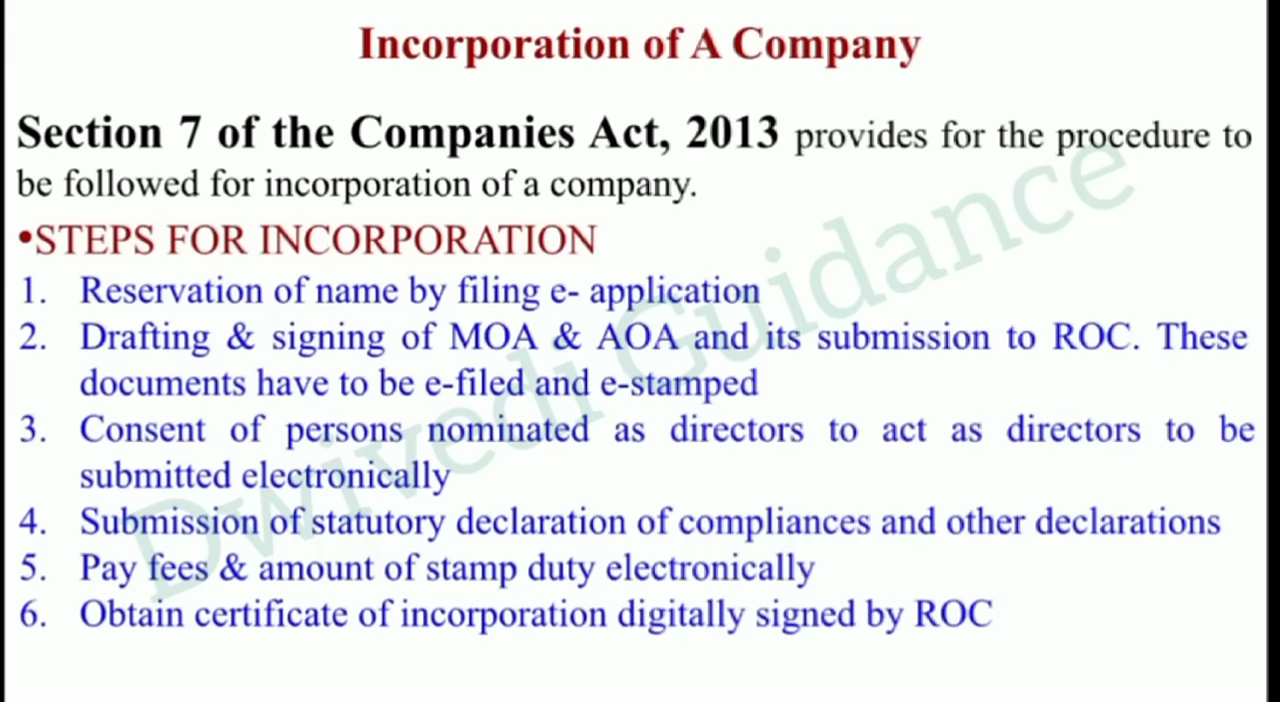 Incorporation of A Company
Section 7 of the Companies Act, 2013 provides for the procedure to
be followed for incorporation of a company.
•STEPS FOR INCORPORATION
1. Reservation of name by filing e- application
2. Drafting & signing of MOA & AOA and its submission to ROC. These
documents have to be e-filed and e-stamped
3. Consent of persons nominated as directors to act as directors to be
submitted electronically
4. Submission of statutory declaration of compliances and other declarations
5. Pay fees & amount of stamp duty electronically
6. Obtain certificate of incorporation digitally signed by ROC
Dwivedi Guidance